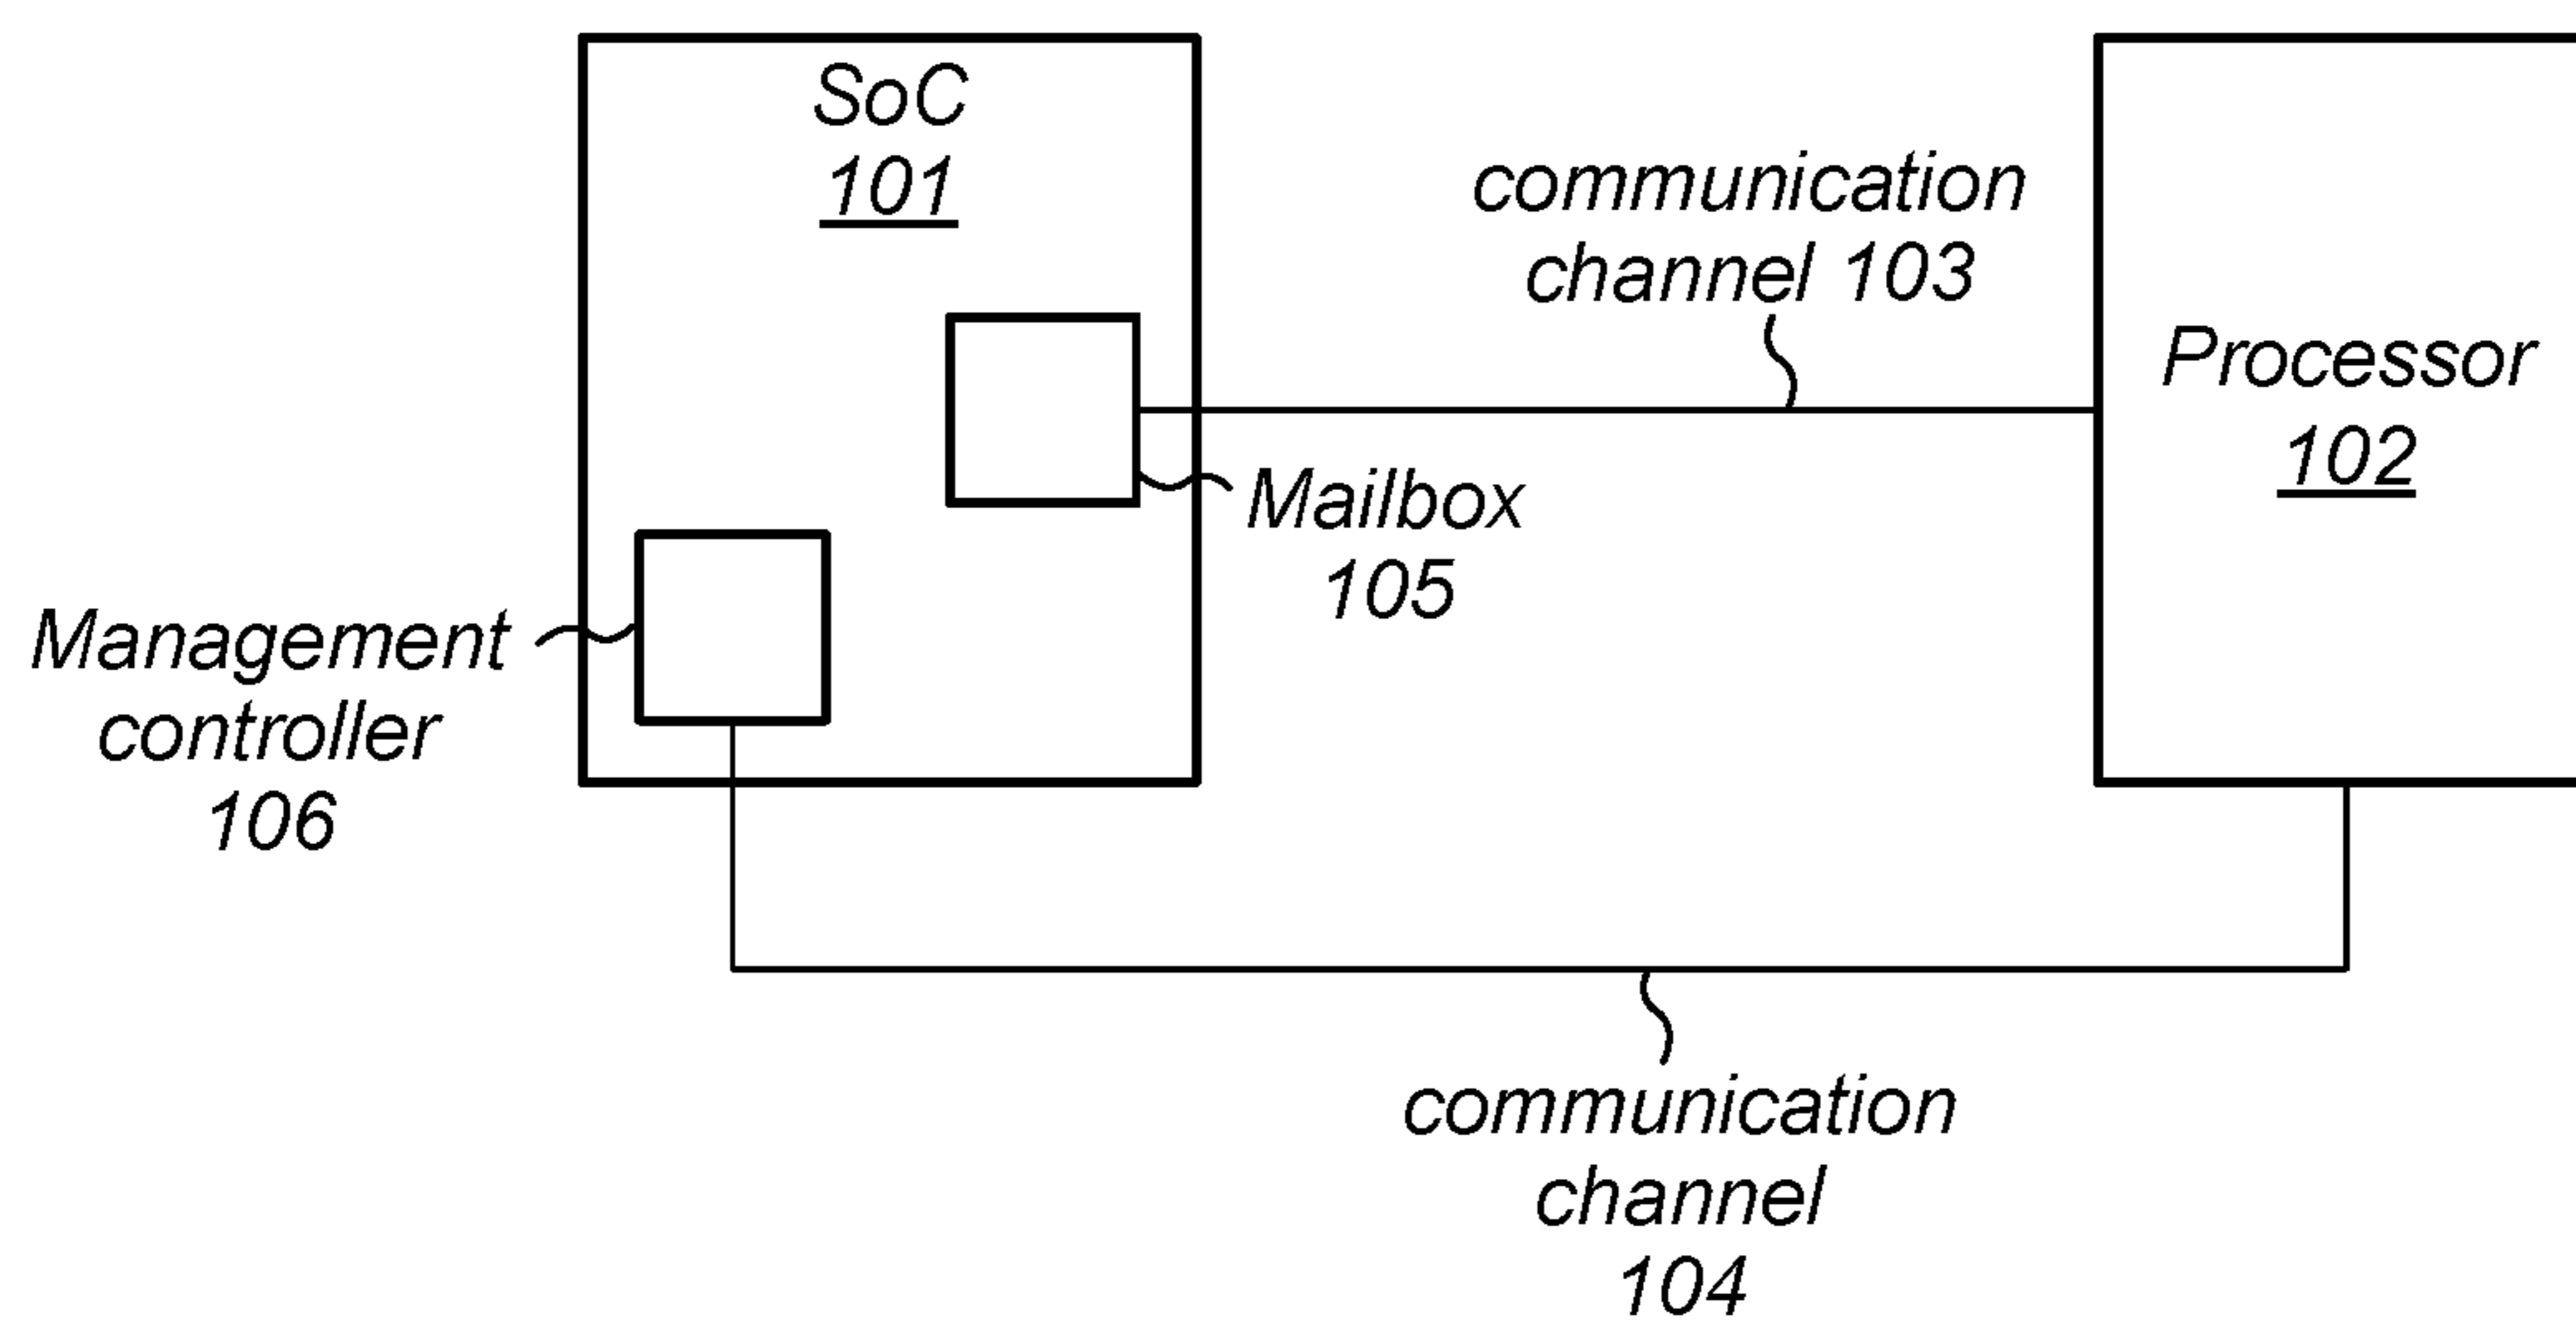 SoC
101
communication
channel 103
Processor
102
Mailbox
105
Management
controller
106
communication
channel
104